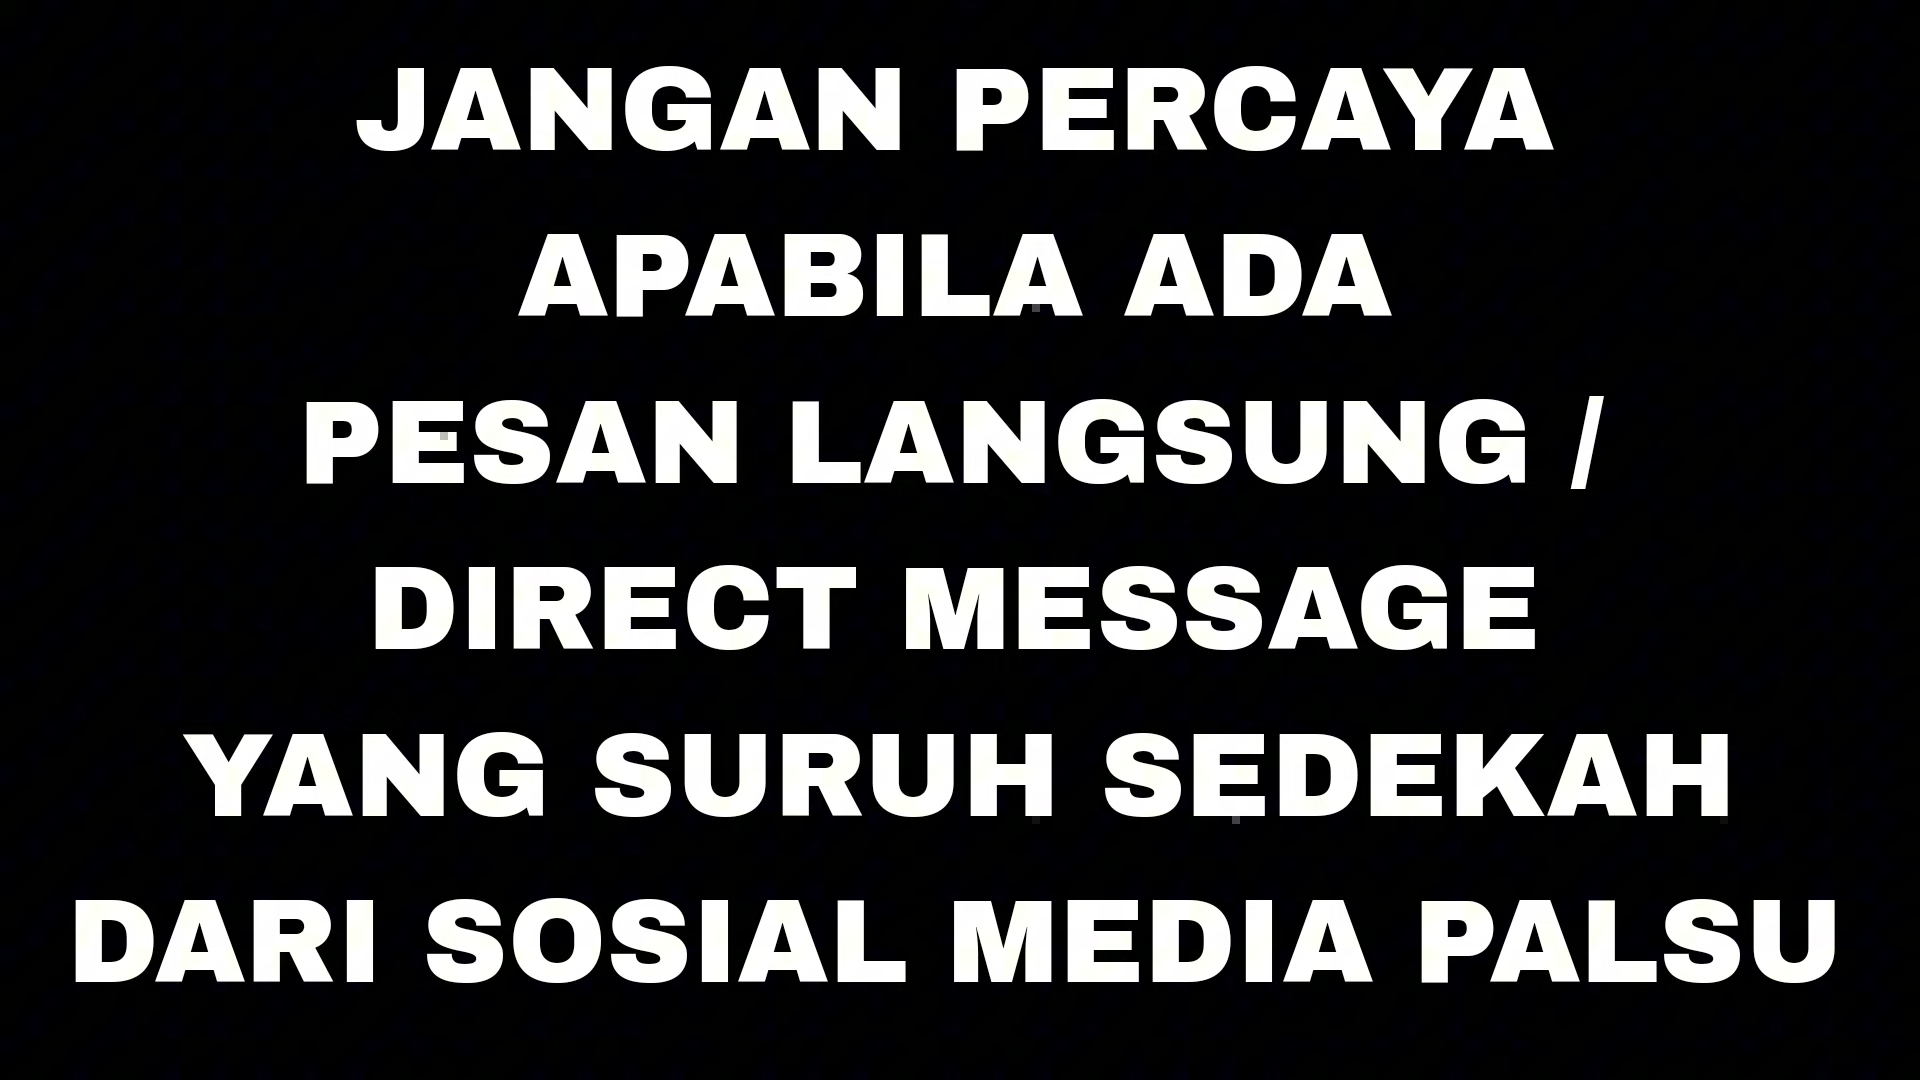 JANGAN PERCAYA
APABILA ADA
PESAN LANGSUNG /
DIRECT MESSAGE
YANG SURUH SEDEKAH
DARI SOSIAL MEDIA PALSU